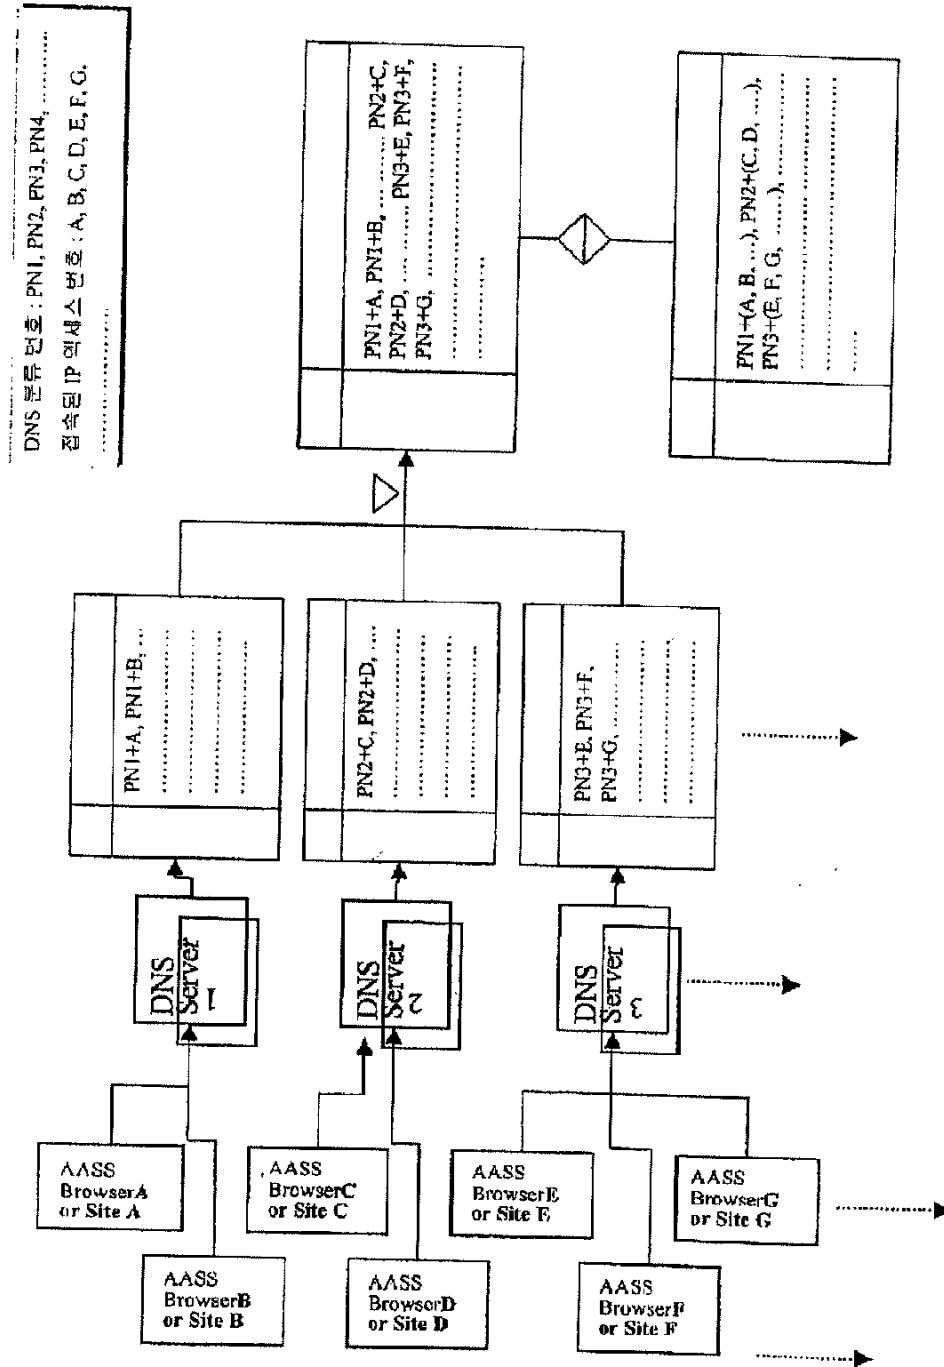 DNS 분류 번호 : PN1, PN2, PN3, PN4, ............
접속된 IP 액세스 번호 : A, B, C, D, E, F, G.
PN1+A, PN1+B, .......... PN2+C,
PN2+D, .......... PN3+E, PN3+F,
PN3+G, ..........
PN1+(A, B. ...), PN2+(C, D, ....),
PN3+(E, F, G, ......), ..........
PN1+A, PN1+B, ...
PN2+C, PN2+D, ....
PN3+E, PN3+F,
PN3+G, ..........
DNS
Server
1
DNS
Server
2
DNS
Server
3
AASS
BrowserA
or Site A
AASS
BrowserC
or Site C
AASS
BrowserE
or Site E
AASS
BrowserG
or Site G
AASS
BrowserB
or Site B
AASS
BrowserD
or Site D
AASS
BrowserF
or Site F